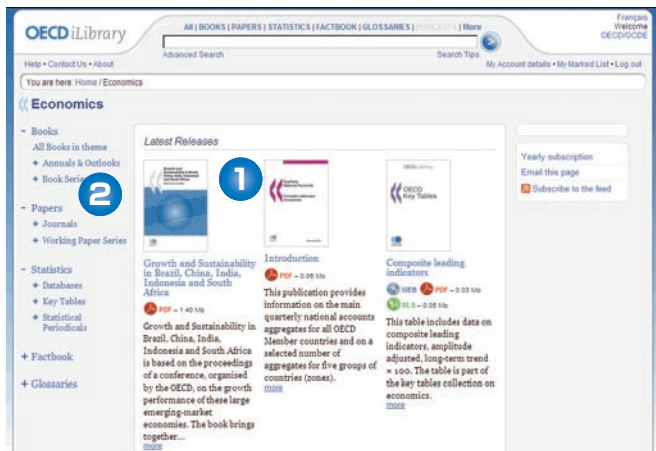 OECD iLibrary
All | BOOKS | PAPERS | STATISTICS | FACTBOOK | GLOSSARIES | PODCASTS | More
Advanced Search
Search Tips
Français
Welcome
OECD/OCDE
Help • Contact Us • About
My Account details • My Marked List • Log out
You are here: Home / Economics
Economics
- Books
All Books in theme
+ Annuals & Outlooks
+ Book Series
2
- Papers
+ Journals
+ Working Paper Series
- Statistics
+ Databases
+ Key Tables
+ Statistical
Periodicals
+ Factbook
+ Glossaries
Latest Releases
1
Growth and Sustainability
in Brazil, China, India,
Indonesia and South
Africa
PDF – 1.40 Mb
Growth and Sustainability in
Brazil, China, India,
Indonesia and South Africa
is based on the proceedings
of a conference, organised
by the OECD, on the growth
performance of these large
emerging-market
economies. The book brings
together...
more
Quarterly
National Accounts
Introduction
PDF – 0.05 Mb
This publication provides
information on the main
quarterly national accounts
aggregates for all OECD
Member countries and on a
selected number of
aggregates for five groups of
countries (zones).
more
OECD
Key Tables
Composite leading
indicators
WEB PDF – 0.03 Mb
XLS – 0.05 Mb
This table includes data on
composite leading
indicators, amplitude
adjusted, long-term trend
= 100. The table is part of
the key tables collection on
economics.
more
Yearly subscription
Email this page
Subscribe to the feed